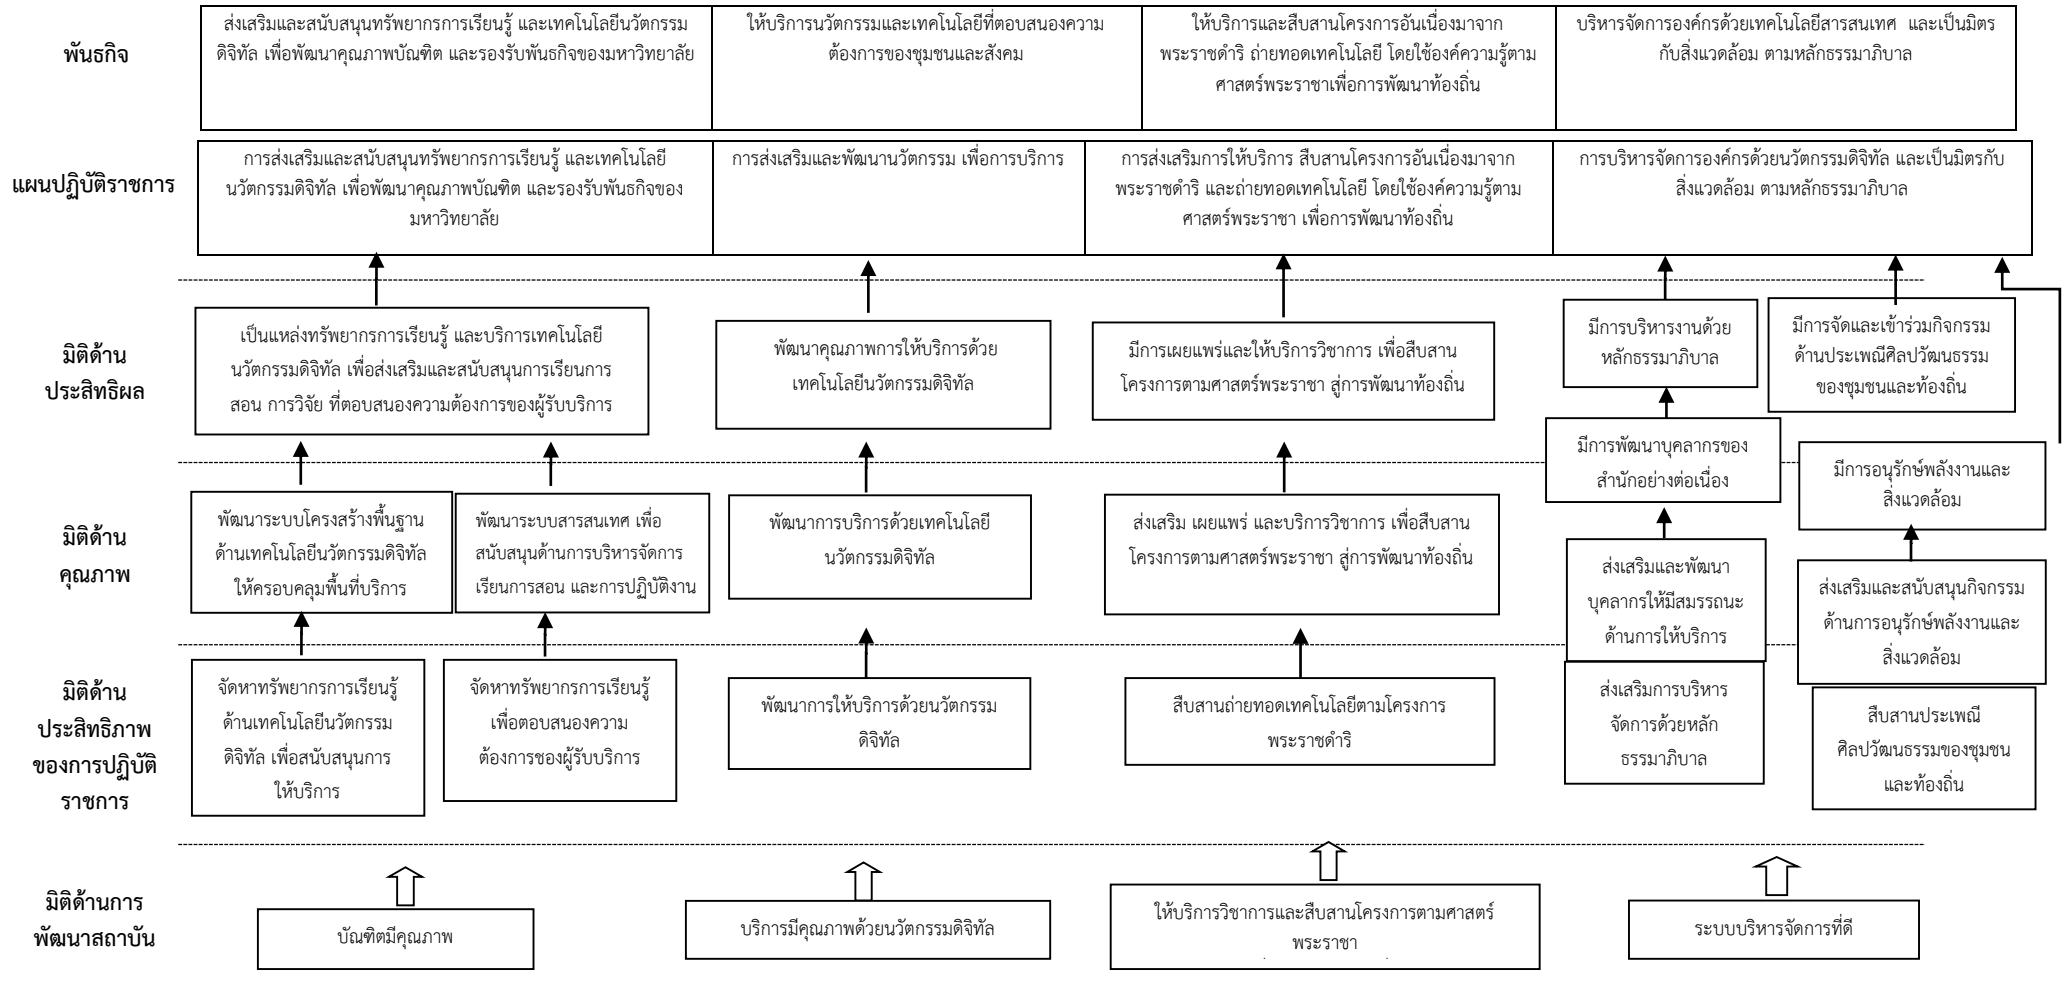 พันธกิจ
ส่งเสริมและสนับสนุนทรัพยากรการเรียนรู้ และเทคโนโลยีนวัตกรรม
ดิจิทัล เพื่อพัฒนาคุณภาพบัณฑิต และรองรับพันธกิจของมหาวิทยาลัย
ให้บริการนวัตกรรมและเทคโนโลยีที่ตอบสนองความ
ต้องการของชุมชนและสังคม
ให้บริการและสืบสานโครงการอันเนื่องมาจาก
พระราชดำริ ถ่ายทอดเทคโนโลยี โดยใช้องค์ความรู้ตาม
ศาสตร์พระราชาเพื่อการพัฒนาท้องถิ่น
บริหารจัดการองค์กรด้วยเทคโนโลยีสารสนเทศ และเป็นมิตร
กับสิ่งแวดล้อม ตามหลักธรรมาภิบาล
แผนปฏิบัติราชการ
การส่งเสริมและสนับสนุนทรัพยากรการเรียนรู้ และเทคโนโลยี
นวัตกรรมดิจิทัล เพื่อพัฒนาคุณภาพบัณฑิต และรองรับพันธกิจของ
มหาวิทยาลัย
การส่งเสริมและพัฒนานวัตกรรม เพื่อการบริการ
การส่งเสริมการให้บริการ สืบสานโครงการอันเนื่องมาจาก
พระราชดำริ และถ่ายทอดเทคโนโลยี โดยใช้องค์ความรู้ตาม
ศาสตร์พระราชา เพื่อการพัฒนาท้องถิ่น
การบริหารจัดการองค์กรด้วยนวัตกรรมดิจิทัล และเป็นมิตรกับ
สิ่งแวดล้อม ตามหลักธรรมาภิบาล
มิติด้าน
ประสิทธิผล
เป็นแหล่งทรัพยากรการเรียนรู้ และบริการเทคโนโลยี
นวัตกรรมดิจิทัล เพื่อส่งเสริมและสนับสนุนการเรียนการ
สอน การวิจัย ที่ตอบสนองความต้องการของผู้รับบริการ
พัฒนาคุณภาพการให้บริการด้วย
เทคโนโลยีนวัตกรรมดิจิทัล
มีการเผยแพร่และให้บริการวิชาการ เพื่อสืบสาน
โครงการตามศาสตร์พระราชา สู่การพัฒนาท้องถิ่น
มีการบริหารงานด้วย
หลักธรรมาภิบาล
มีการจัดและเข้าร่วมกิจกรรม
ด้านประเพณีศิลปวัฒนธรรม
ของชุมชนและท้องถิ่น
มีการพัฒนาบุคลากรของ
สำนักอย่างต่อเนื่อง
มีการอนุรักษ์พลังงานและ
สิ่งแวดล้อม
มิติด้าน
คุณภาพ
พัฒนาระบบโครงสร้างพื้นฐาน
ด้านเทคโนโลยีนวัตกรรมดิจิทัล
ให้ครอบคลุมพื้นที่บริการ
พัฒนาระบบสารสนเทศ เพื่อ
สนับสนุนด้านการบริหารจัดการ
เรียนการสอน และการปฏิบัติงาน
พัฒนาการบริการด้วยเทคโนโลยี
นวัตกรรมดิจิทัล
ส่งเสริม เผยแพร่ และบริการวิชาการ เพื่อสืบสาน
โครงการตามศาสตร์พระราชา สู่การพัฒนาท้องถิ่น
ส่งเสริมและพัฒนา
บุคลากรให้มีสมรรถนะ
ด้านการให้บริการ
ส่งเสริมและสนับสนุนกิจกรรม
ด้านการอนุรักษ์พลังงานและ
สิ่งแวดล้อม
มิติด้าน
ประสิทธิภาพ
ของการปฏิบัติ
ราชการ
จัดหาทรัพยากรการเรียนรู้
ด้านเทคโนโลยีนวัตกรรม
ดิจิทัล เพื่อสนับสนุนการ
ให้บริการ
จัดหาทรัพยากรการเรียนรู้
เพื่อตอบสนองความ
ต้องการชองผู้รับบริการ
พัฒนาการให้บริการด้วยนวัตกรรม
ดิจิทัล
สืบสานถ่ายทอดเทคโนโลยีตามโครงการ
พระราชดำริ
ส่งเสริมการบริหาร
จัดการด้วยหลัก
ธรรมาภิบาล
สืบสานประเพณี
ศิลปวัฒนธรรมของชุมชน
และท้องถิ่น
มิติด้านการ
พัฒนาสถาบัน
บัณฑิตมีคุณภาพ
บริการมีคุณภาพด้วยนวัตกรรมดิจิทัล
ให้บริการวิชาการและสืบสานโครงการตามศาสตร์
พระราชา
ระบบบริหารจัดการที่ดี